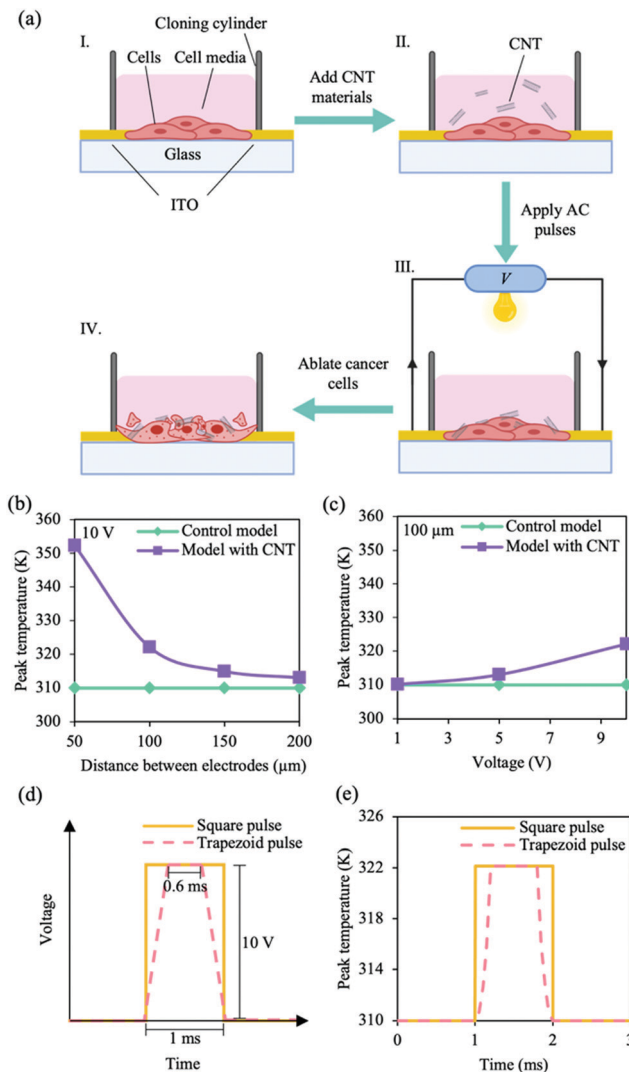 (a)
Cloning cylinder
I.
Cells
Cell media
Glass
ITO
Add CNT
materials
II.
CNT
Apply AC
pulses
III.
V
IV.
Ablate cancer
cells
(b)
10 V
Control model
Model with CNT
360
350
340
330
320
310
300
Peak temperature (K)
50 100 150 200
Distance between electrodes (µm)
(c)
100 µm
Control model
Model with CNT
360
350
340
330
320
310
300
Peak temperature (K)
1 3 5 7 9
Voltage (V)
(d)
Square pulse
Trapezoid pulse
0.6 ms
10 V
1 ms
Voltage
Time
(e)
Square pulse
Trapezoid pulse
326
322
318
314
310
Peak temperature (K)
0 1 2 3
Time (ms)